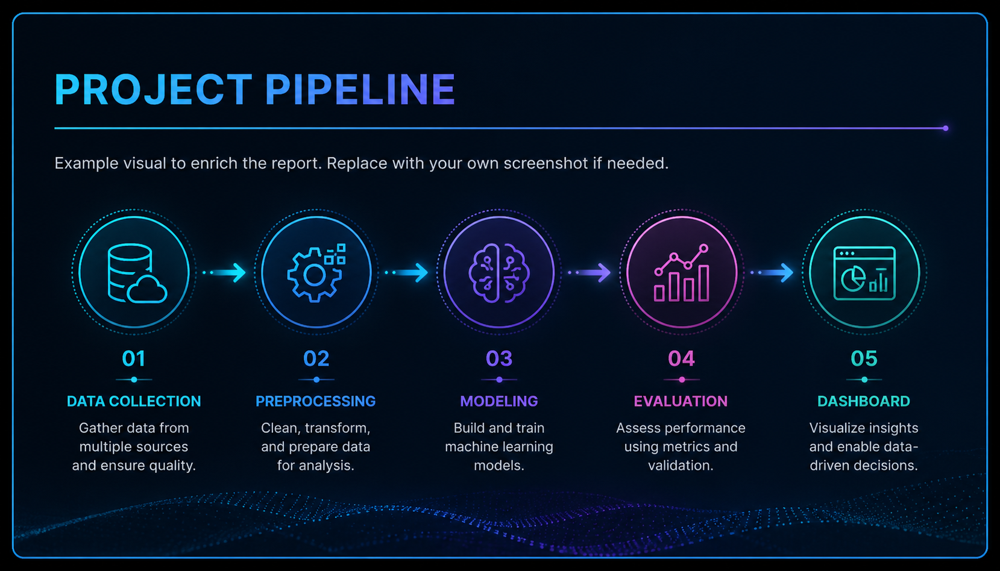 PROJECT PIPELINE
Example visual to enrich the report. Replace with your own screenshot if needed.
01
DATA COLLECTION
Gather data from
multiple sources
and ensure quality.
02
PREPROCESSING
Clean, transform,
and prepare data
for analysis.
03
MODELING
Build and train
machine learning
models.
04
EVALUATION
Assess performance
using metrics and
validation.
05
DASHBOARD
Visualize insights
and enable data-
driven decisions.